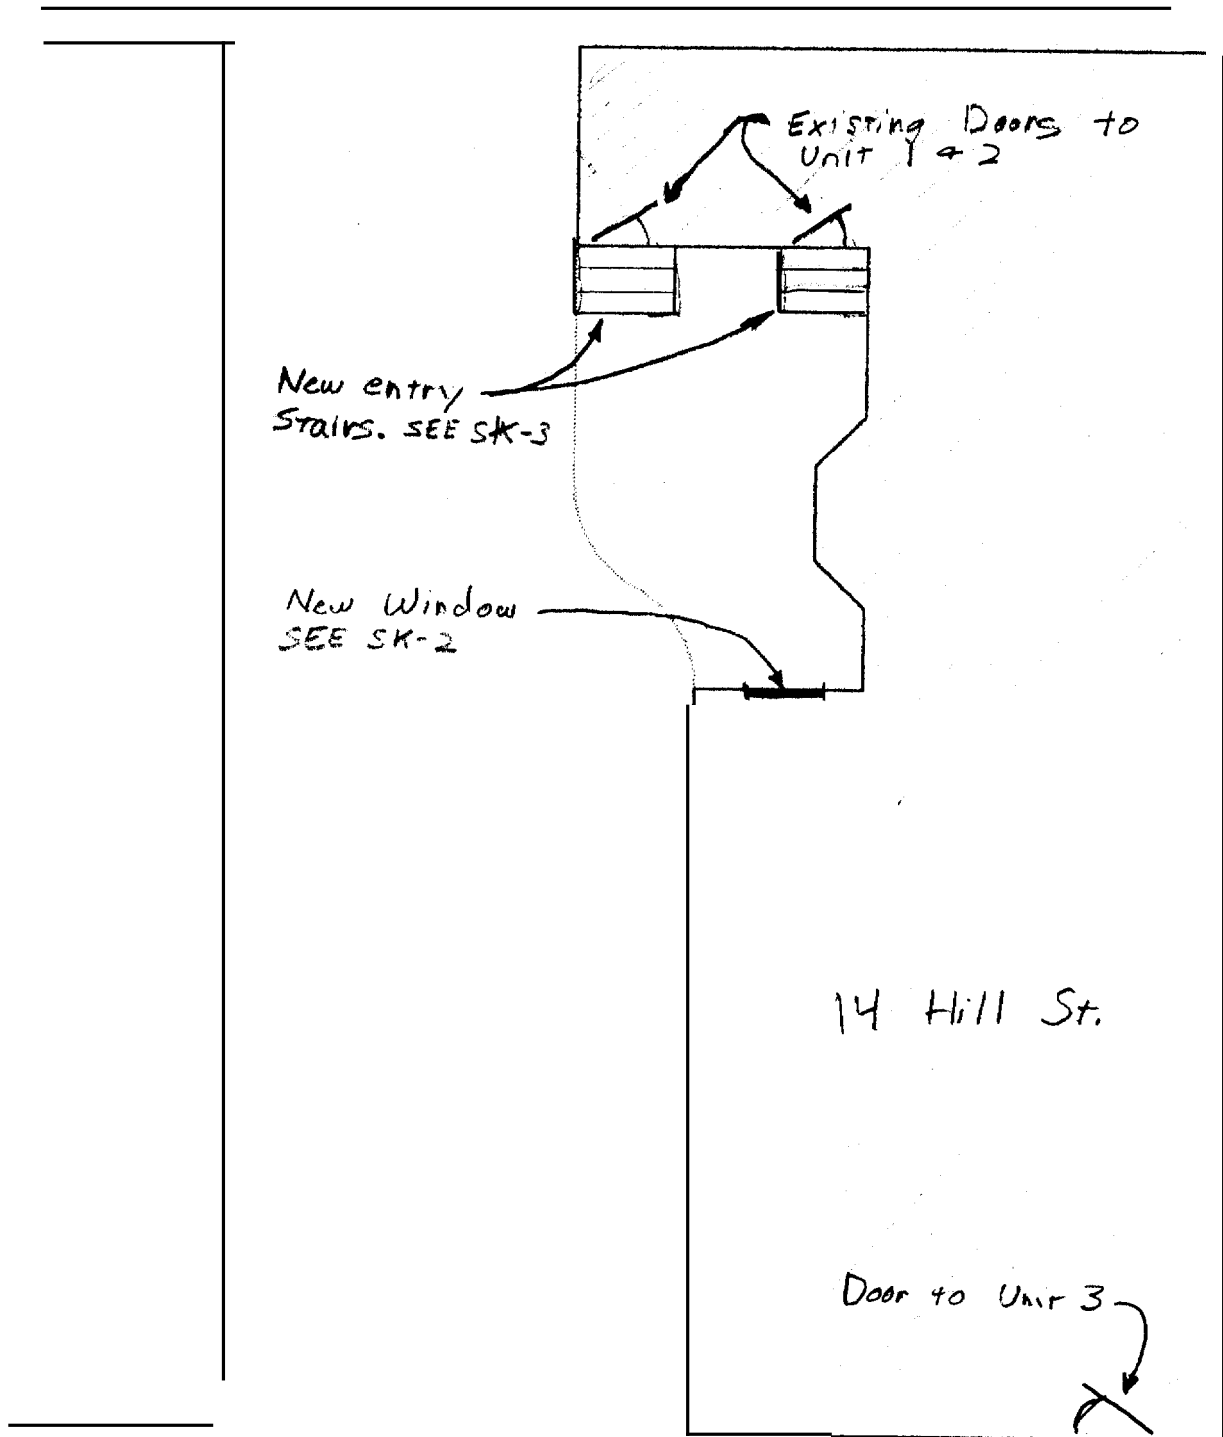 Existing Doors to
Unit 1 & 2
New entry
Stairs. SEE SK-3
New Window
SEE SK-2
14 Hill St.
Door to Unit 3